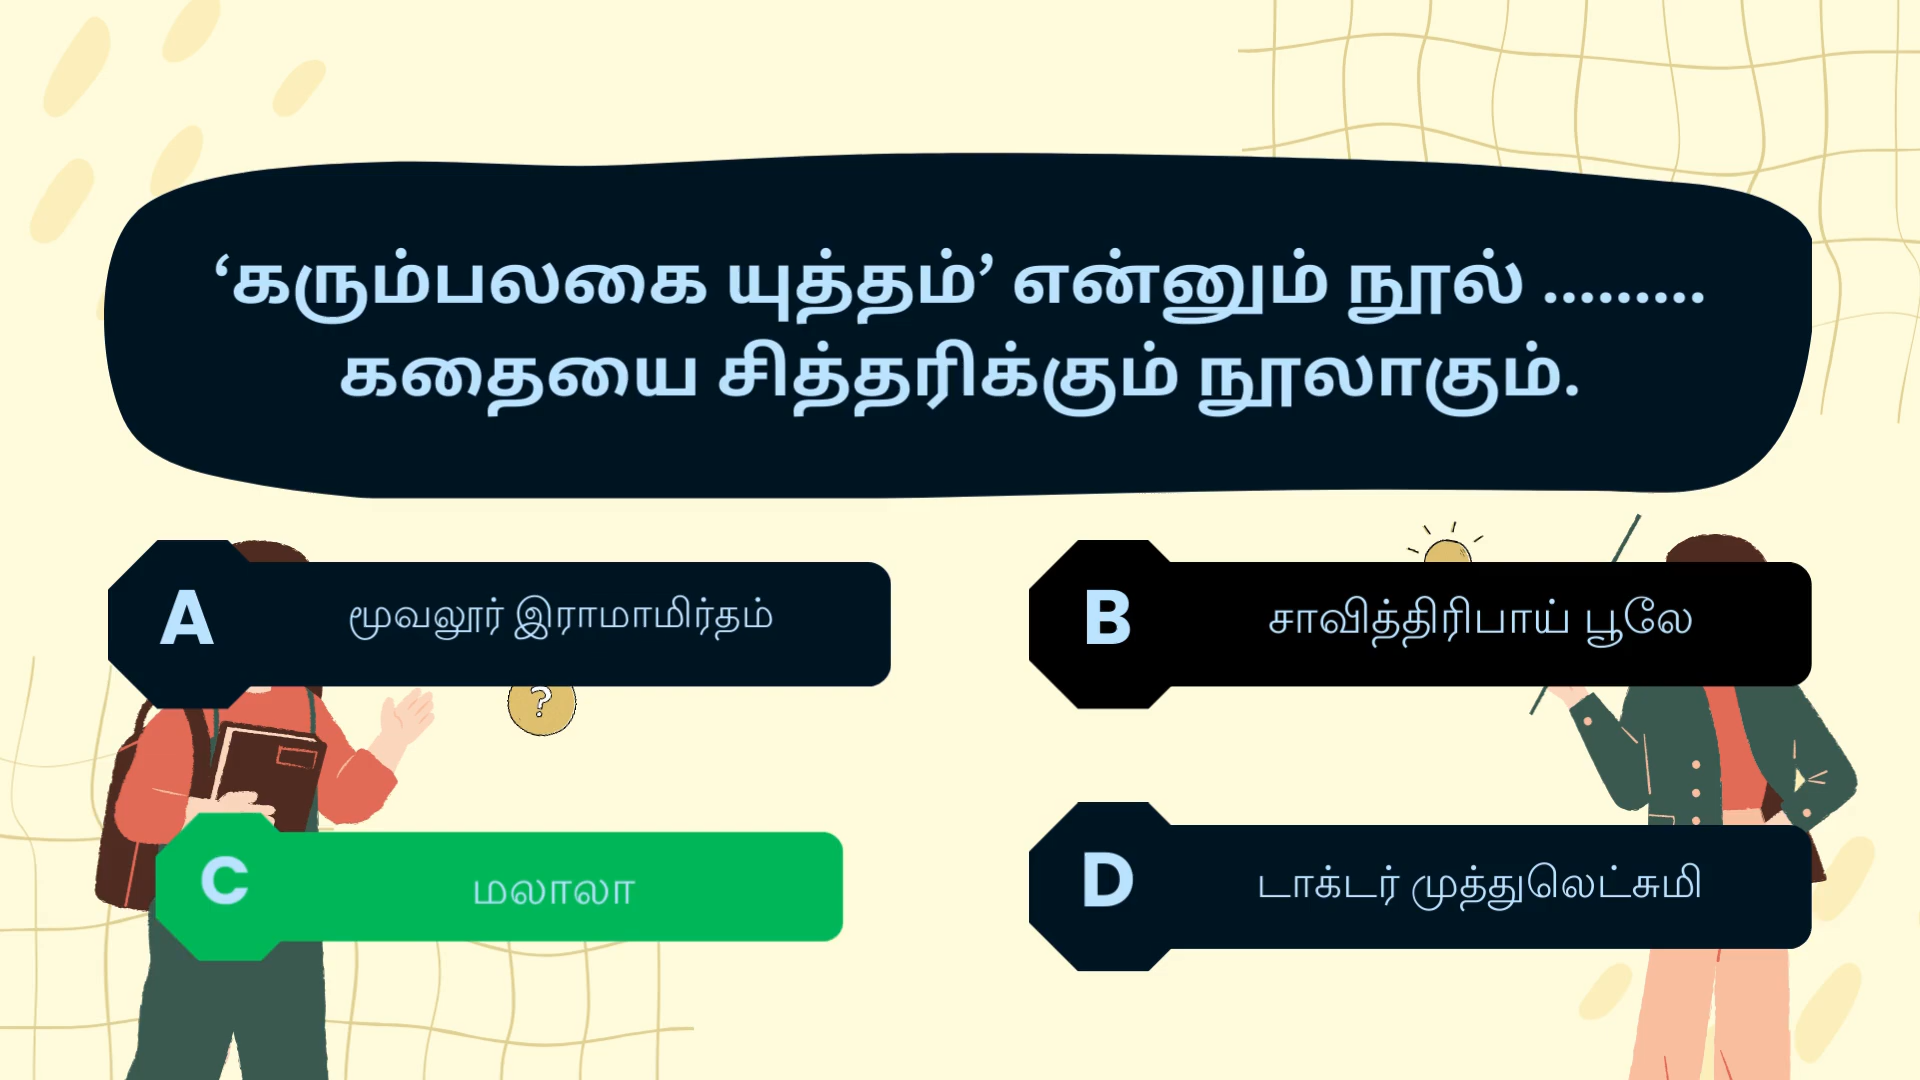 ‘கரும்பலகை யுத்தம்’ என்னும் நூல் .........
கதையை சித்தரிக்கும் நூலாகும்.
A மூவலூர் இராமாமிர்தம்
B சாவித்திரிபாய் பூலே
?
C மலாலா
D டாக்டர் முத்துலெட்சுமி